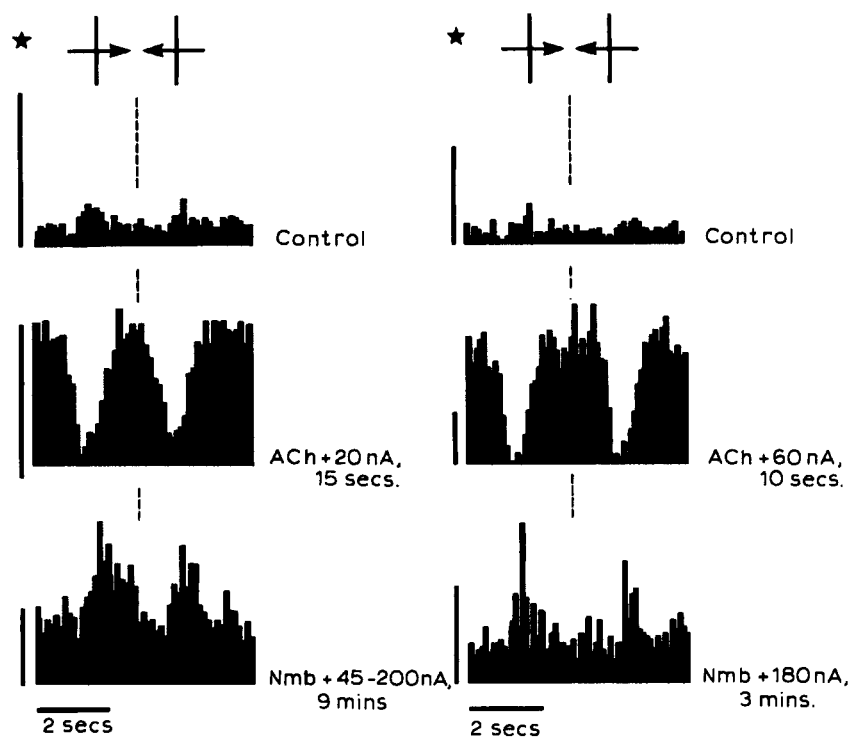 Control
ACh +20 nA,
15 secs.
Nmb +45-200nA,
9 mins
2 secs
Control
ACh +60 nA,
10 secs.
Nmb +180nA,
3 mins.
2 secs